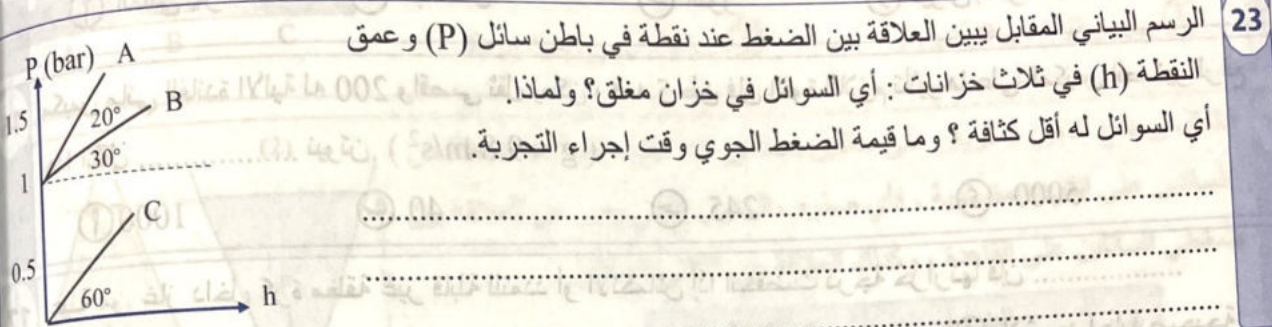 23 الرسم البياني المقابل يبين العلاقة بين الضغط عند نقطة في باطن سائل (P) وعمق
النقطة (h) في ثلاث خزانات : أي السوائل في خزان مغلق؟ ولماذا.
أي السوائل له أقل كثافة ؟ وما قيمة الضغط الجوي وقت إجراء التجربة.
P (bar) A
B
1.5
20°
30°
1
C
0.5
60°
h